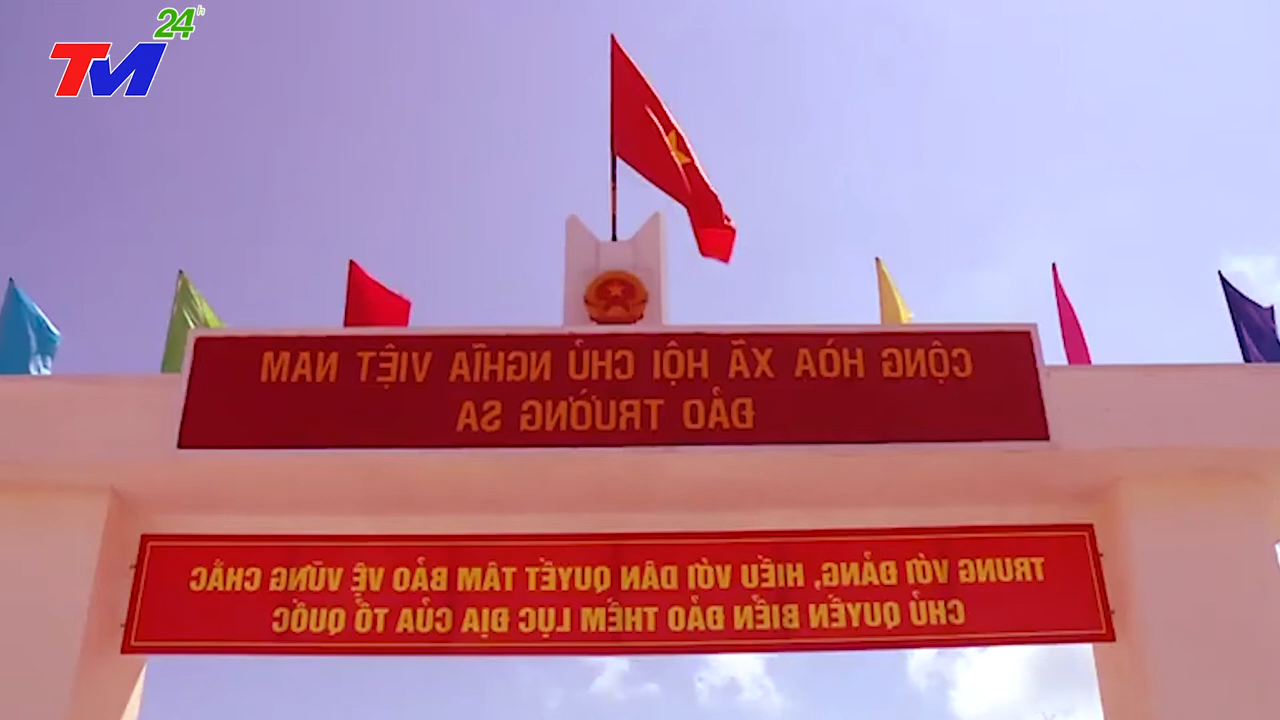 TM 24h
CỘNG HÓA XÃ HỘI CHỦ NGHĨA VIỆT NAM
ĐẢO TRƯỜNG SA
TRUNG VỚI ĐẢNG, HIẾU VỚI DÂN QUYẾT TÂM BẢO VỆ VỮNG CHẮC
CHỦ QUYỀN BIỂN ĐẢO THỀM LỤC ĐỊA CỦA TỔ QUỐC